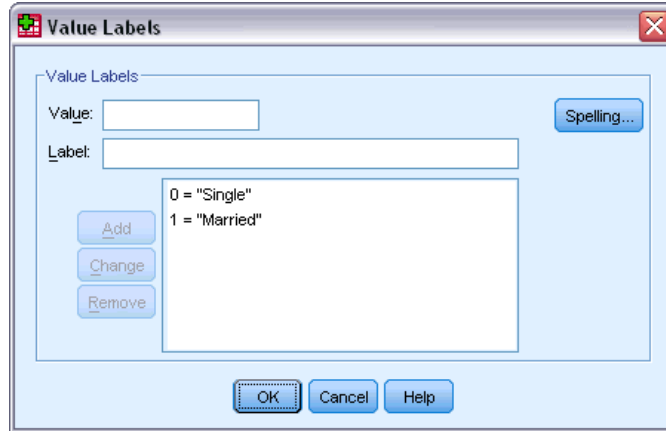 Value Labels
Value Labels
Value:
Spelling...
Label:
0 = "Single"
1 = "Married"
Add
Change
Remove
OK Cancel Help